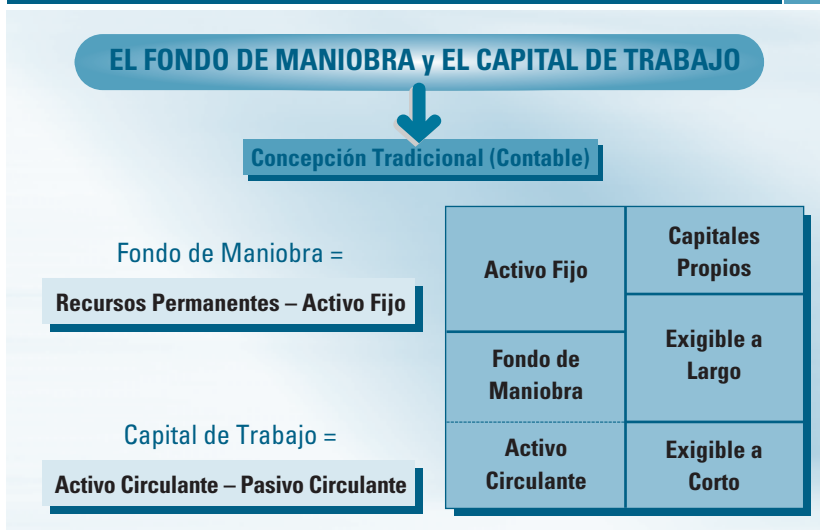 EL FONDO DE MANIOBRA y EL CAPITAL DE TRABAJO
Concepción Tradicional (Contable)
Fondo de Maniobra =
Recursos Permanentes – Activo Fijo
Capital de Trabajo =
Activo Circulante – Pasivo Circulante
Activo Fijo
Fondo de
Maniobra
Activo
Circulante
Capitales
Propios
Exigible a
Largo
Exigible a
Corto